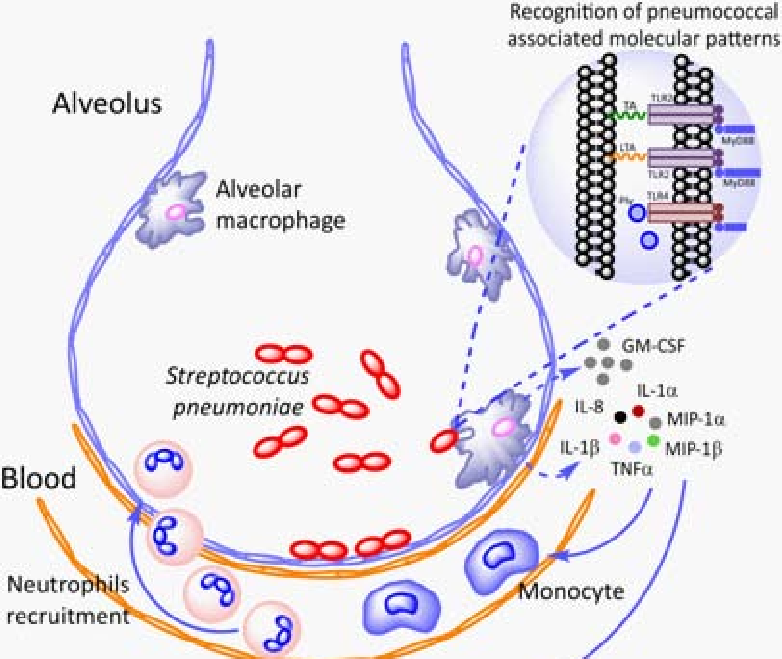 Recognition of pneumococcal
associated molecular patterns
Alveolus
TA
TLR2
MyD88
LTA
TLR2
MyD88
Alveolar
macrophage
Ply
TLR4
GM-CSF
Streptococcus
pneumoniae
IL-1α
IL-8
MIP-1α
IL-1β
MIP-1β
TNFα
Blood
Neutrophils
recruitment
Monocyte